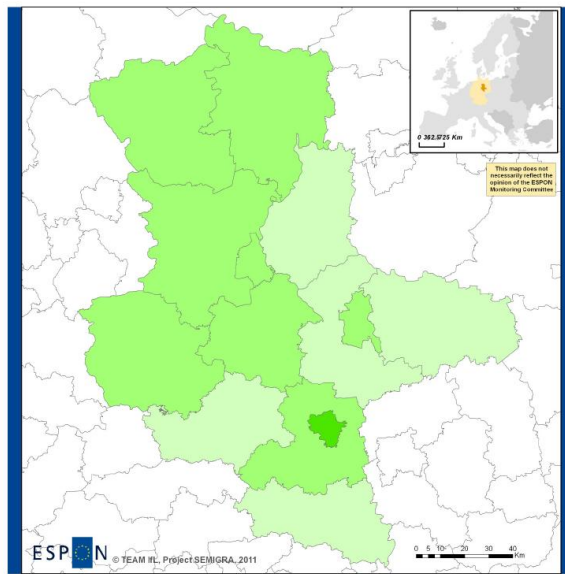 0 362.5725 Km
This map does not
necessarily reflect the
opinion of the ESPON
Monitoring Committee
ESPON © TEAM IfL, Project SEMIGRA, 2011
0 5 10 20 30 40
Km